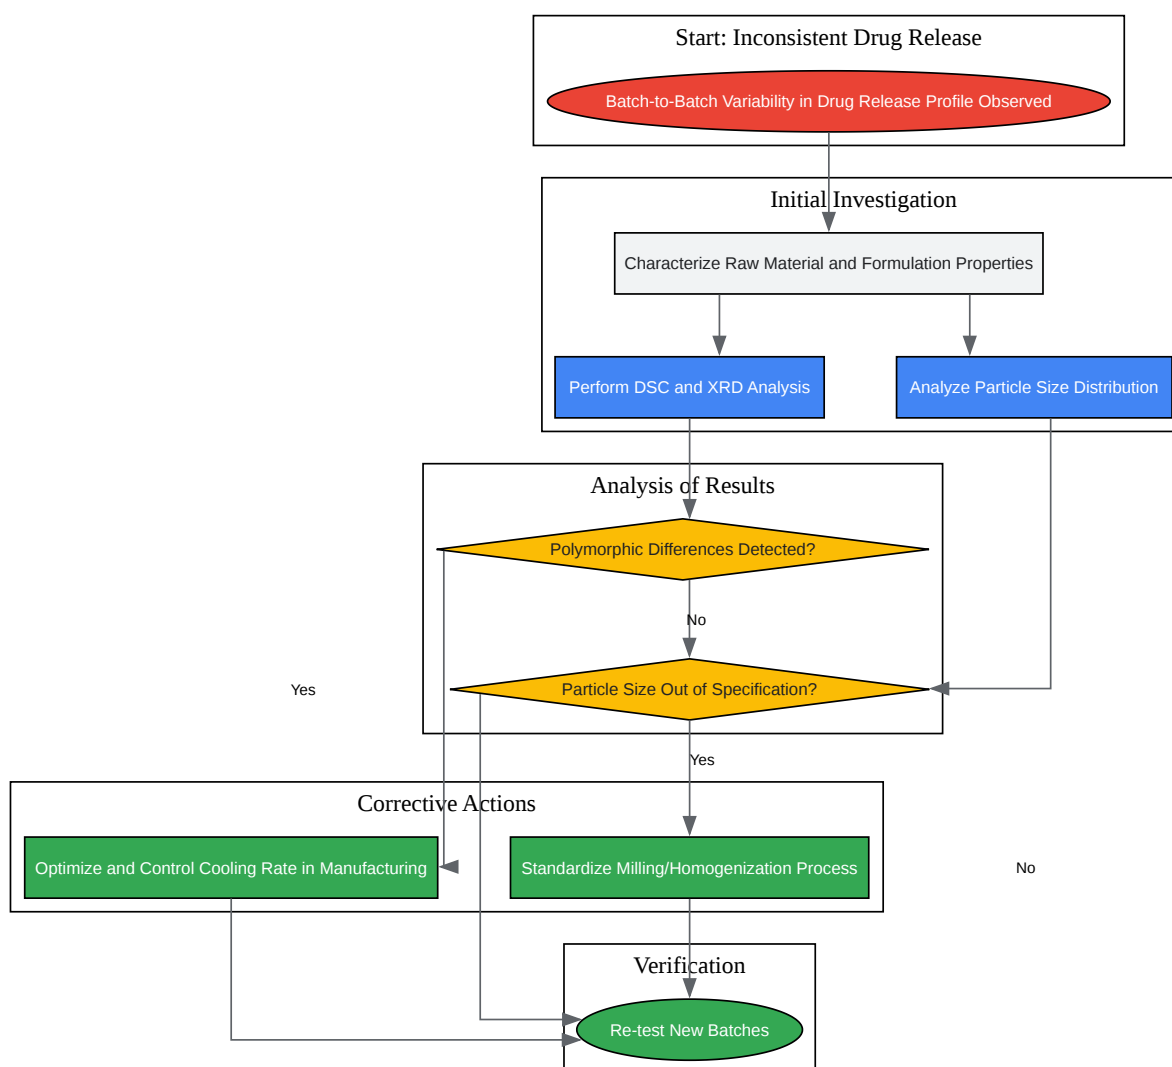 Start: Inconsistent Drug Release
Batch-to-Batch Variability in Drug Release Profile Observed
Initial Investigation
Characterize Raw Material and Formulation Properties
Perform DSC and XRD Analysis
Analyze Particle Size Distribution
Analysis of Results
Polymorphic Differences Detected?
No
Yes
Particle Size Out of Specification?
Yes
Corrective Actions
Optimize and Control Cooling Rate in Manufacturing
Standardize Milling/Homogenization Process
No
Verification
Re-test New Batches